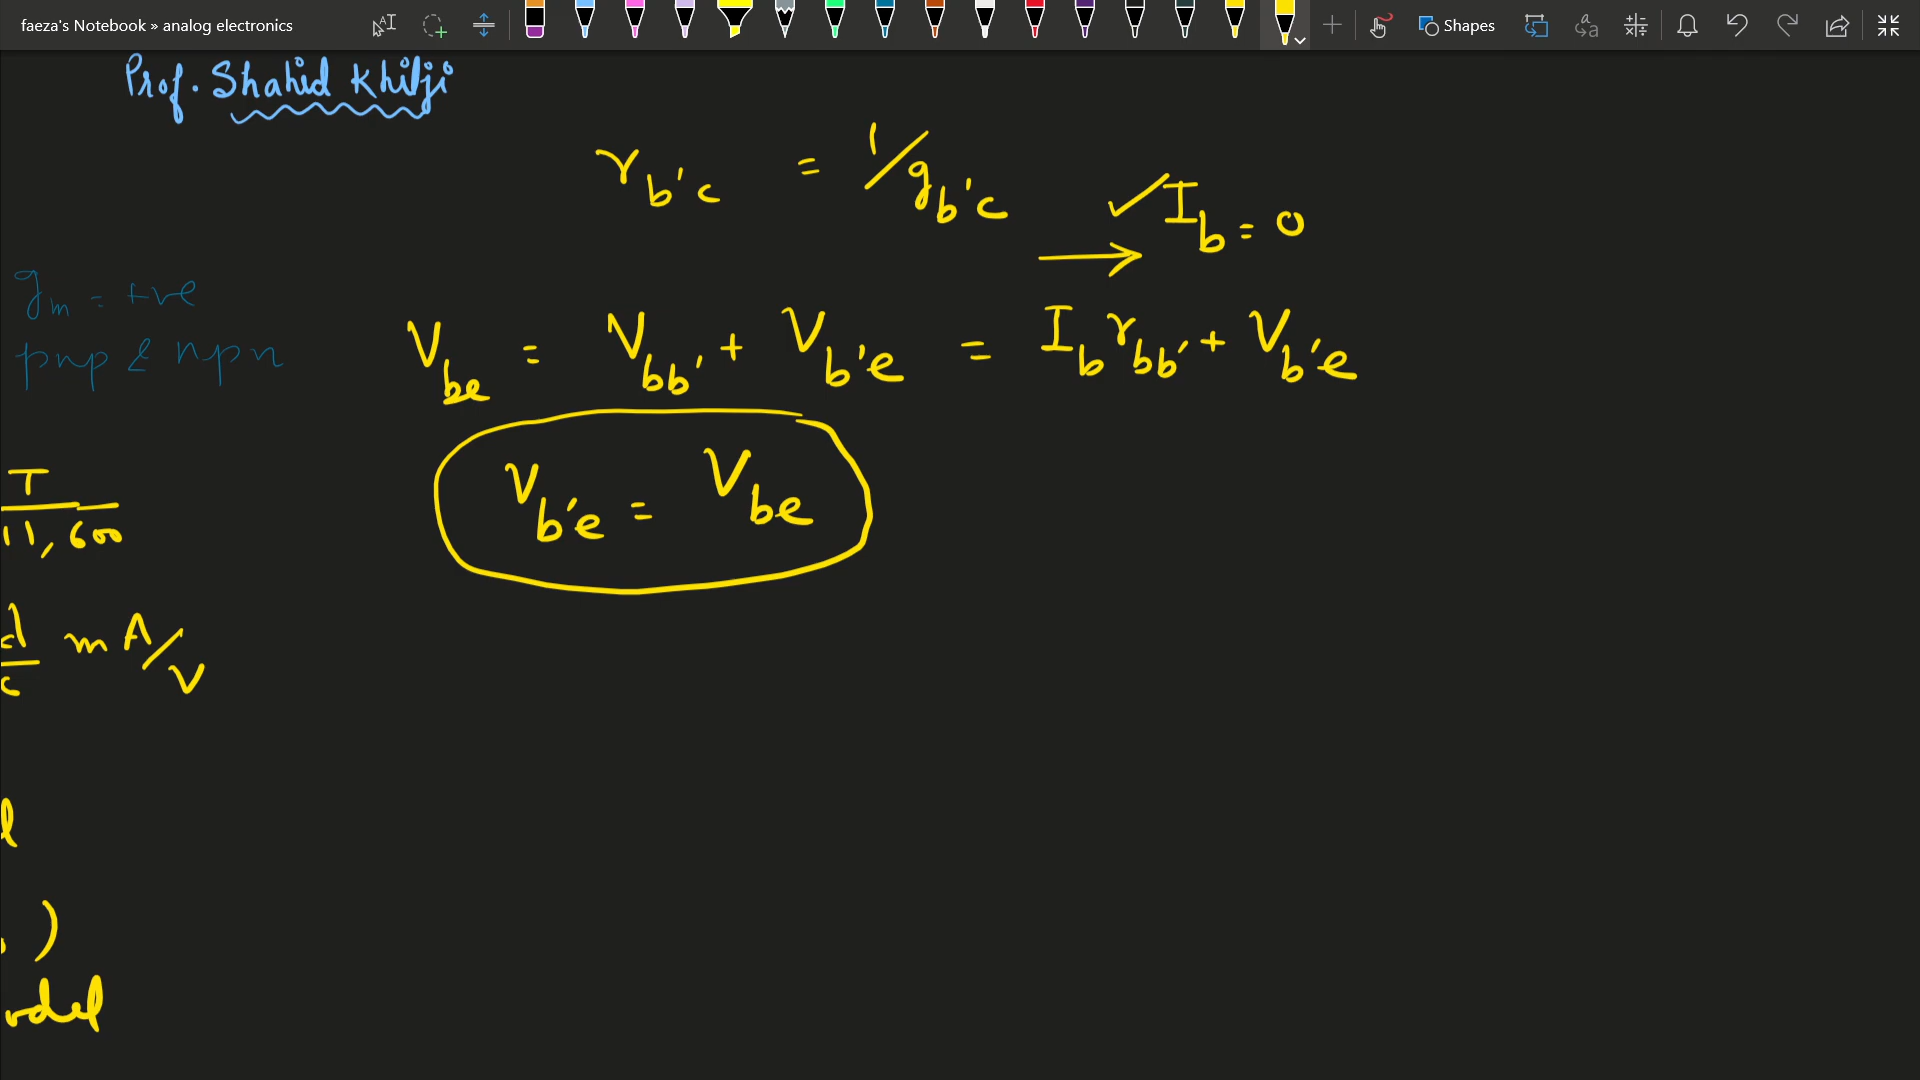 faeza's Notebook » analog electronics
Shapes
Prof. Shahid Khilji
r_b'c = 1/g_b'c
✓ I_b = 0
→
g_m = +ve
pnp & npn
V_be = V_bb' + V_b'e = I_b r_bb' + V_b'e
V_b'e = V_be
T
11,600
mA/V
c
)